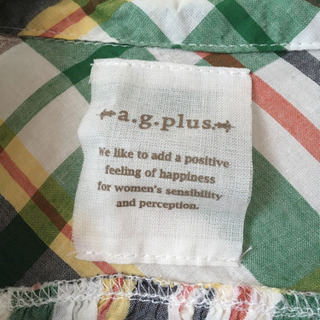 a.g.plus.
We like to add a positive
feeling of happiness
for women's sensibility
and perception.